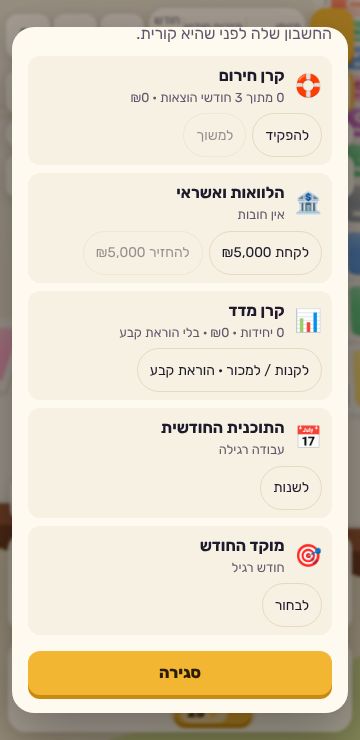 החשבון שלה לפני שהיא קורית.
קרן חירום
0 מתוך 3 חודשי הוצאות • ₪0
להפקיד
למשוך
הלוואות ואשראי
אין חובות
לקחת 5,000₪
להחזיר 5,000₪
קרן מדד
0 יחידות • ₪0 • בלי הוראת קבע
לקנות / למכור • הוראת קבע
התוכנית החודשית
עבודה רגילה
לשנות
מוקד החודש
חודש רגיל
לבחור
סגירה